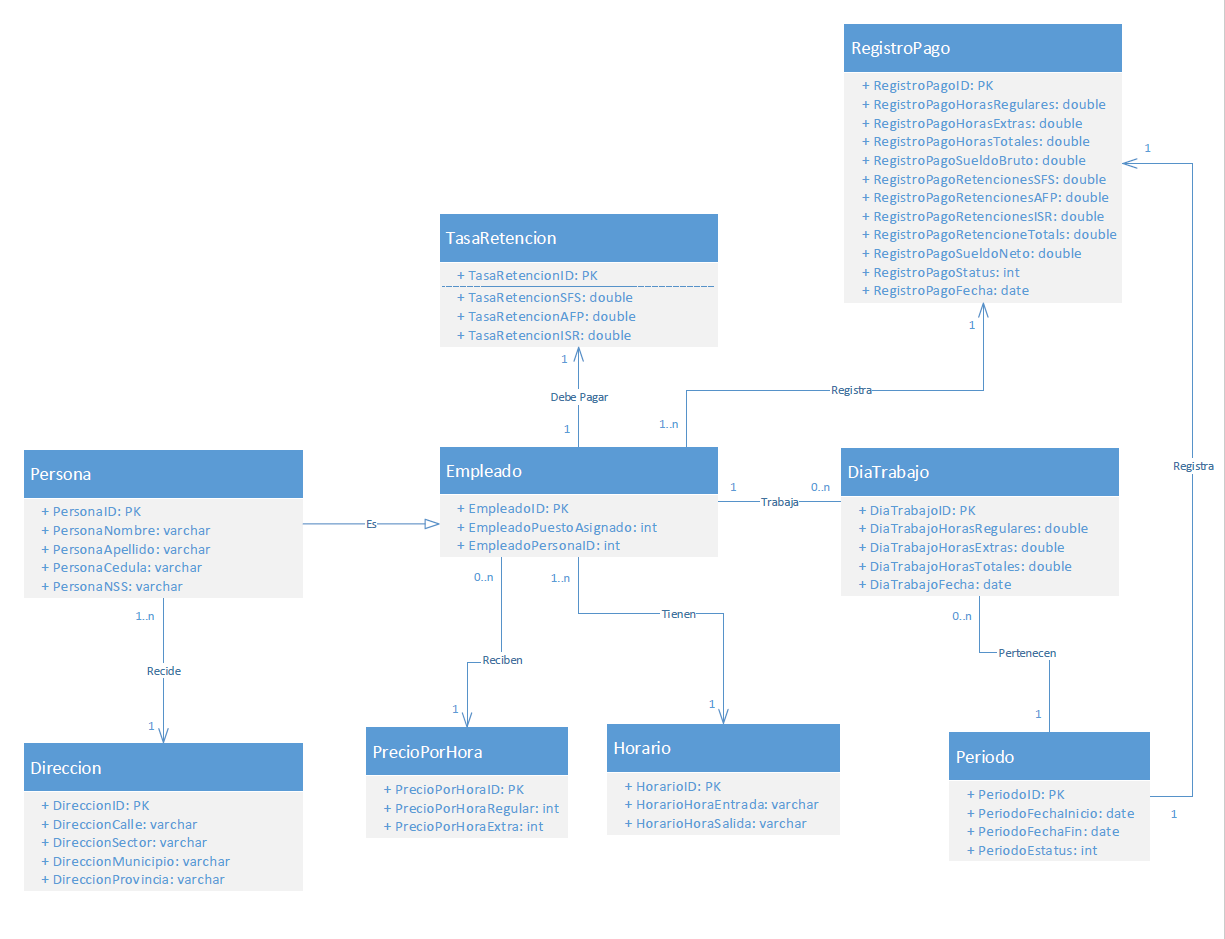 RegistroPago
+ RegistroPagoID: PK
+ RegistroPagoHorasRegulares: double
+ RegistroPagoHorasExtras: double
+ RegistroPagoHorasTotales: double
+ RegistroPagoSueldoBruto: double
+ RegistroPagoRetencionesSFS: double
+ RegistroPagoRetencionesAFP: double
+ RegistroPagoRetencionesISR: double
+ RegistroPagoRetencioneTotals: double
+ RegistroPagoSueldoNeto: double
+ RegistroPagoStatus: int
+ RegistroPagoFecha: date
1
1
TasaRetencion
+ TasaRetencionID: PK
+ TasaRetencionSFS: double
+ TasaRetencionAFP: double
+ TasaRetencionISR: double
1
Debe Pagar
1
Registra
1..n
Registra
Persona
+ PersonaID: PK
+ PersonaNombre: varchar
+ PersonaApellido: varchar
+ PersonaCedula: varchar
+ PersonaNSS: varchar
Es
Empleado
+ EmpleadoID: PK
+ EmpleadoPuestoAsignado: int
+ EmpleadoPersonaID: int
1
Trabaja
0..n
DiaTrabajo
+ DiaTrabajoID: PK
+ DiaTrabajoHorasRegulares: double
+ DiaTrabajoHorasExtras: double
+ DiaTrabajoHorasTotales: double
+ DiaTrabajoFecha: date
1..n
Recide
1
0..n
Reciben
1
1..n
Tienen
1
0..n
Pertenecen
1
Direccion
+ DireccionID: PK
+ DireccionCalle: varchar
+ DireccionSector: varchar
+ DireccionMunicipio: varchar
+ DireccionProvincia: varchar
PrecioPorHora
+ PrecioPorHoraID: PK
+ PrecioPorHoraRegular: int
+ PrecioPorHoraExtra: int
Horario
+ HorarioID: PK
+ HorarioHoraEntrada: varchar
+ HorarioHoraSalida: varchar
Periodo
+ PeriodoID: PK
+ PeriodoFechaInicio: date
+ PeriodoFechaFin: date
+ PeriodoEstatus: int
1